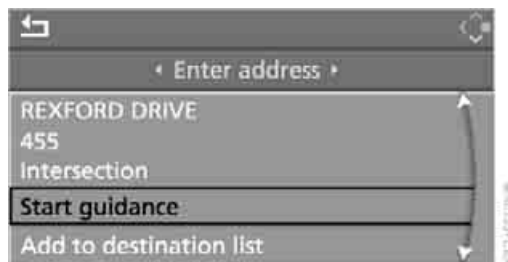 Enter address
REXFORD DRIVE
455
Intersection
Start guidance
Add to destination list